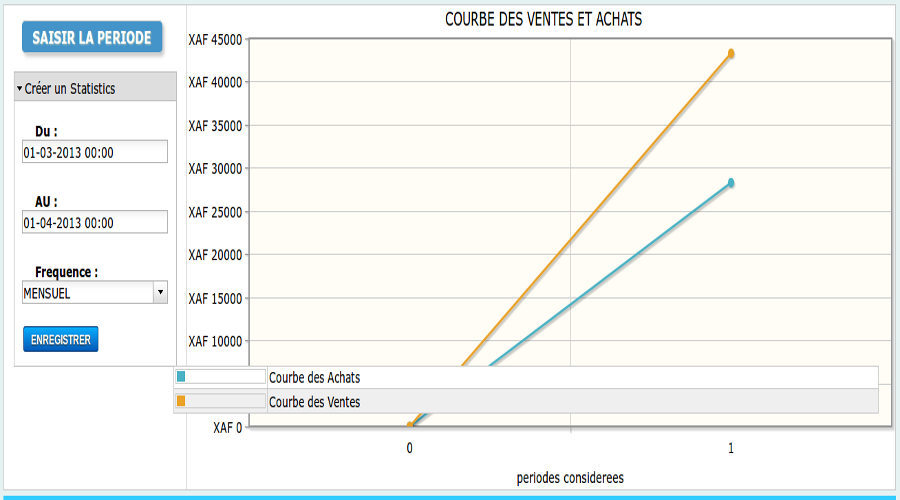 COURBE DES VENTES ET ACHATS
SAISIR LA PERIODE
Créer un Statistics
Du :
01-03-2013 00:00
AU :
01-04-2013 00:00
Frequence :
MENSUEL
ENREGISTRER
XAF 45000
XAF 40000
XAF 35000
XAF 30000
XAF 25000
XAF 20000
XAF 15000
XAF 10000
Courbe des Achats
Courbe des Ventes
XAF 0
0 1
periodes considerees